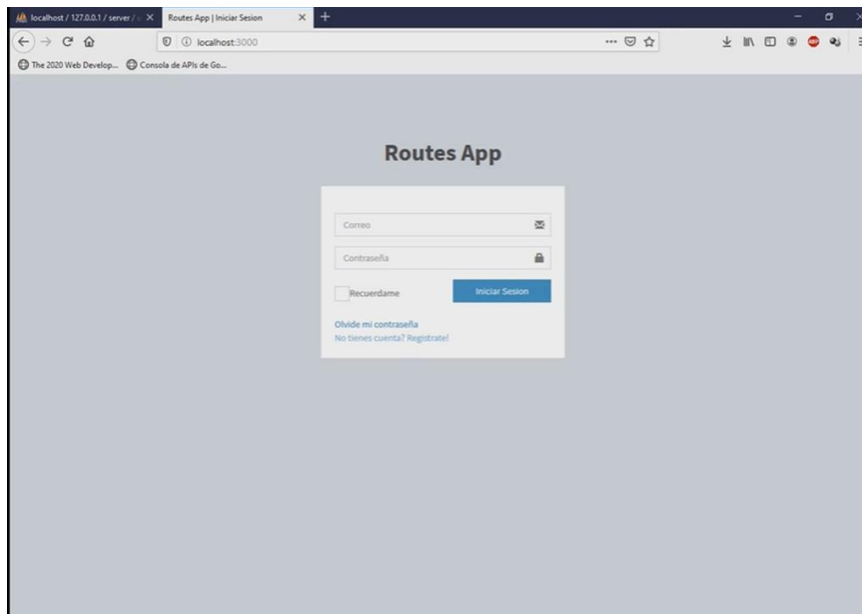 localhost / 127.0.0.1 / server /
Routes App | Iniciar Sesion
localhost:3000
The 2020 Web Develop...
Consola de APIs de Go...
ABP
Routes App
Correo
Contraseña
Recuerdame
Iniciar Sesion
Olvide mi contraseña
No tienes cuenta? Registrate!